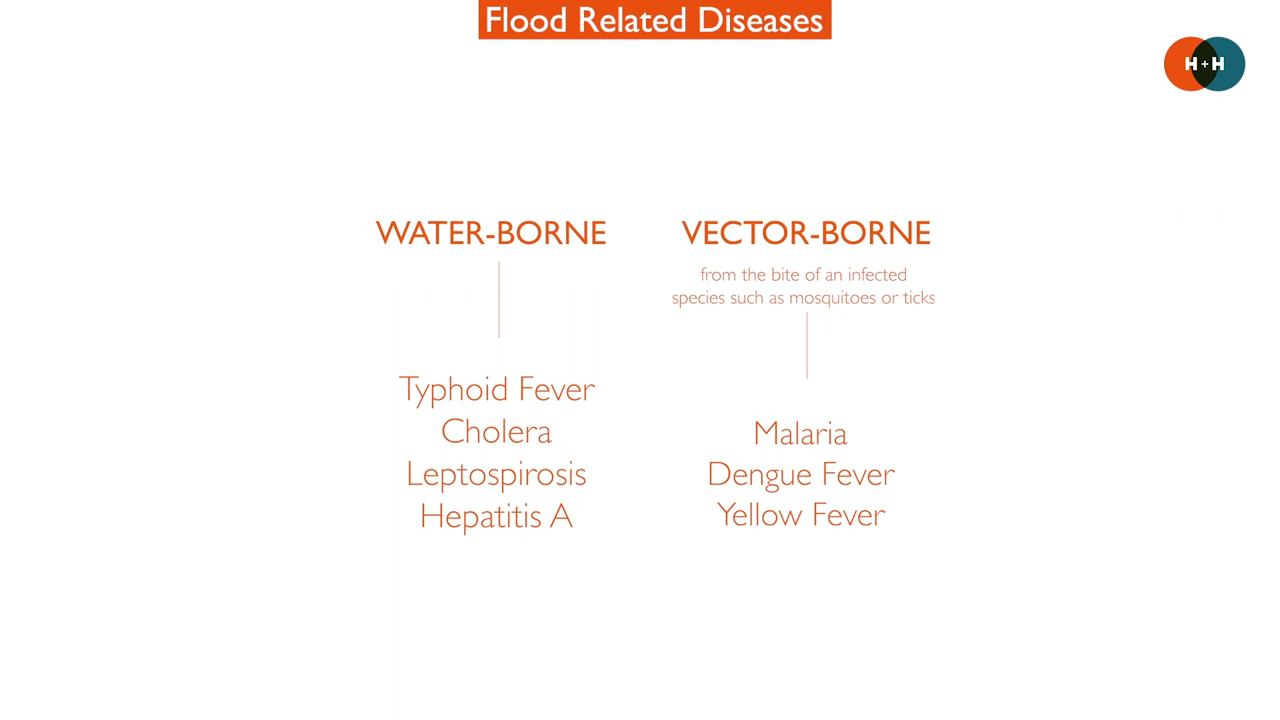 Flood Related Diseases
H+H
WATER-BORNE
VECTOR-BORNE
from the bite of an infected
species such as mosquitoes or ticks
Typhoid Fever
Cholera
Leptospirosis
Hepatitis A
Malaria
Dengue Fever
Yellow Fever